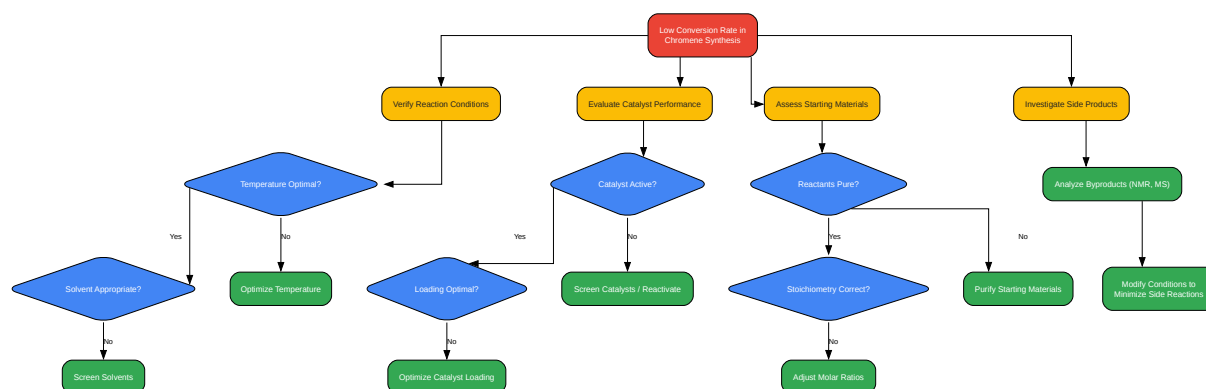 Low Conversion Rate in
Chromene Synthesis
Verify Reaction Conditions
Evaluate Catalyst Performance
Assess Starting Materials
Investigate Side Products
Temperature Optimal?
Catalyst Active?
Reactants Pure?
Analyze Byproducts (NMR, MS)
Yes
No
Yes
No
Yes
No
Solvent Appropriate?
Optimize Temperature
Loading Optimal?
Screen Catalysts / Reactivate
Stoichiometry Correct?
Purify Starting Materials
Modify Conditions to
Minimize Side Reactions
No
No
No
Screen Solvents
Optimize Catalyst Loading
Adjust Molar Ratios